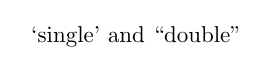 ‘single’ and “double”